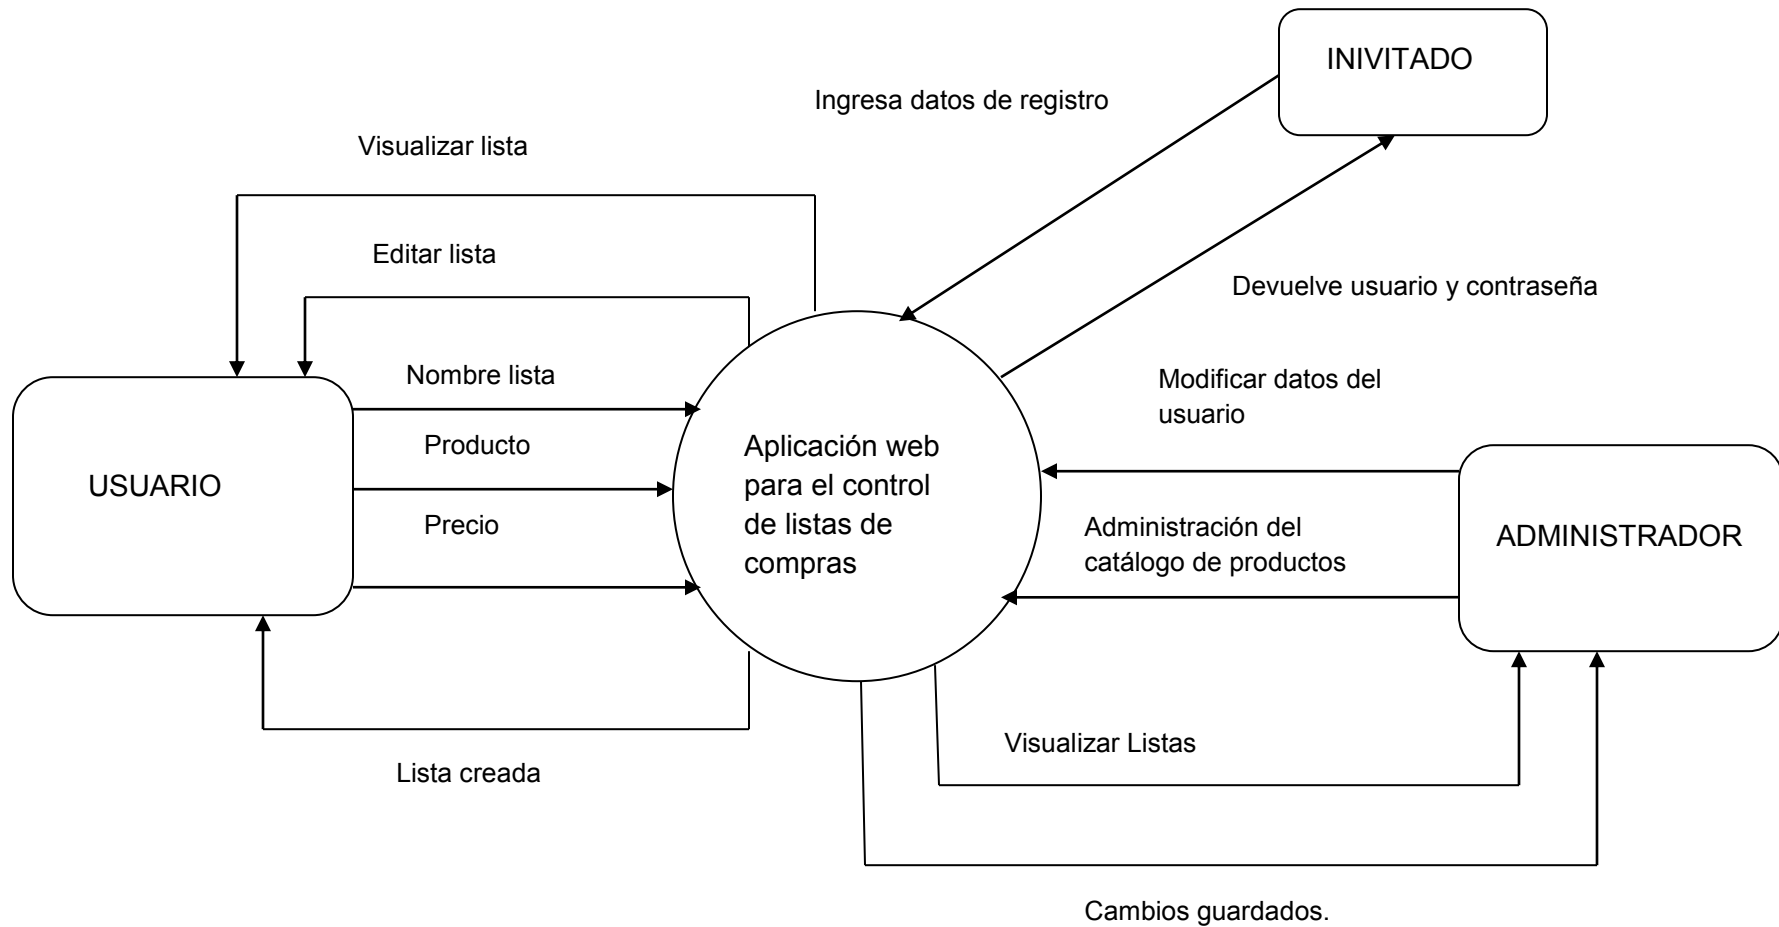 INIVITADO
Ingresa datos de registro
Visualizar lista
Editar lista
Devuelve usuario y contraseña
Nombre lista
Modificar datos del
usuario
Producto
Aplicación web
para el control
de listas de
compras
USUARIO
Precio
Administración del
catálogo de productos
ADMINISTRADOR
Visualizar Listas
Lista creada
Cambios guardados.